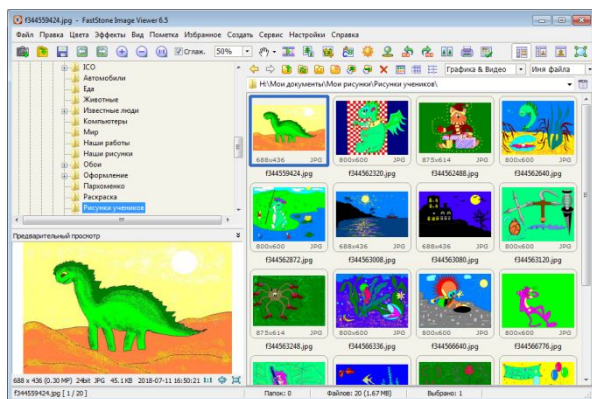 f344559424.jpg - FastStone Image Viewer 6.5
Файл Правка Цвета Эффекты Вид Пометка Избранное Создать Сервис Настройки Справка
Сглаж. 50%
Графика & Видео Имя файла
H:\Мои документы\Мои рисунки\Рисунки учеников\
ICO
Автомобили
Еда
Животные
Известные люди
Компьютеры
Мир
Наши работы
Наши рисунки
Обои
Оформление
Пархоменко
Раскраска
Рисунки учеников
Предварительный просмотр
688x436 JPG 800x600 JPG 875x614 JPG 800x600 JPG
f344559424.jpg f344562320.jpg f344562488.jpg f344562640.jpg
800x600 JPG 688x436 JPG 688x436 JPG 800x600 JPG
f344562872.jpg f344563008.jpg f344563080.jpg f344563120.jpg
875x614 JPG 800x600 JPG 800x600 JPG 800x600 JPG
f344563248.jpg f344566336.jpg f344566640.jpg f344566776.jpg
688 x 436 (0.30 MP) 24bit JPG 45.1 KB 2018-07-11 16:50:21 1:1
f344559424.jpg [ 1 / 20 ]
Папок: 0 Файлов: 20 (1.67 MB) Выбрано: 1